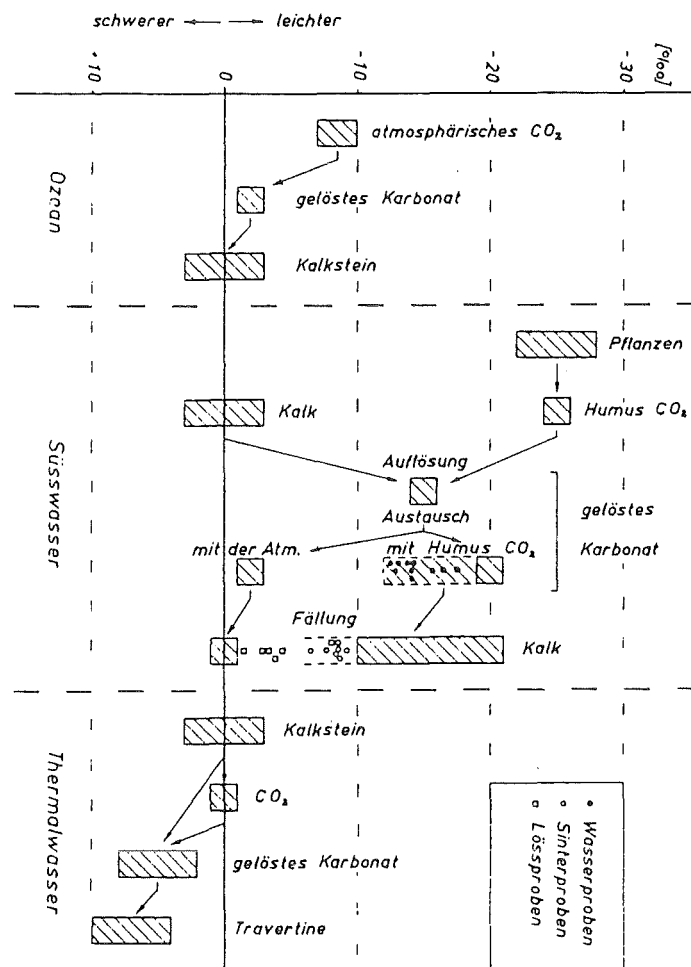 schwerer ← → leichter
+10
0
-10
-20
-30
[‰]
Ozean
atmosphärisches CO₂
gelöstes Karbonat
Kalkstein
Süsswasser
Pflanzen
Kalk
Humus CO₂
Auflösung
Austausch
mit der Atm.
mit Humus CO₂
gelöstes
Karbonat
Fällung
Kalk
Thermalwasser
Kalkstein
CO₂
gelöstes Karbonat
Travertine
• Wasserproben
∘ Sinterproben
▫ Lössproben